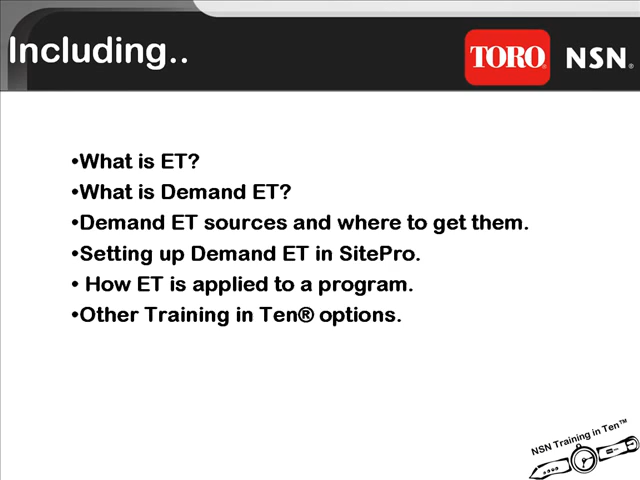 Including..
TORO NSN®
•What is ET?
•What is Demand ET?
•Demand ET sources and where to get them.
•Setting up Demand ET in SitePro.
• How ET is applied to a program.
•Other Training in Ten® options.
NSN Training in Ten™